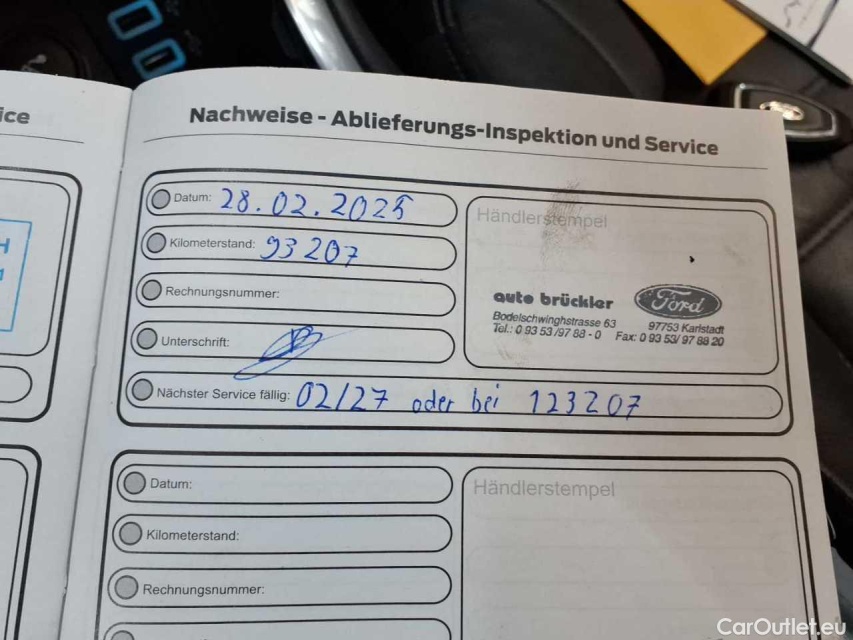 ice
Nachweise - Ablieferungs-Inspektion und Service
Datum: 28.02.2025
Kilometerstand: 93207
Rechnungsnummer:
Unterschrift:
Nächster Service fällig: 02/27 oder bei 123207
Händlerstempel
auto brückler Ford
Bodelschwinghstrasse 63 97753 Karlstadt
Tel.: 0 93 53/97 88 - 0 Fax: 0 93 53/ 97 88 20
Datum:
Kilometerstand:
Rechnungsnummer:
Händlerstempel
CarOutlet.eu